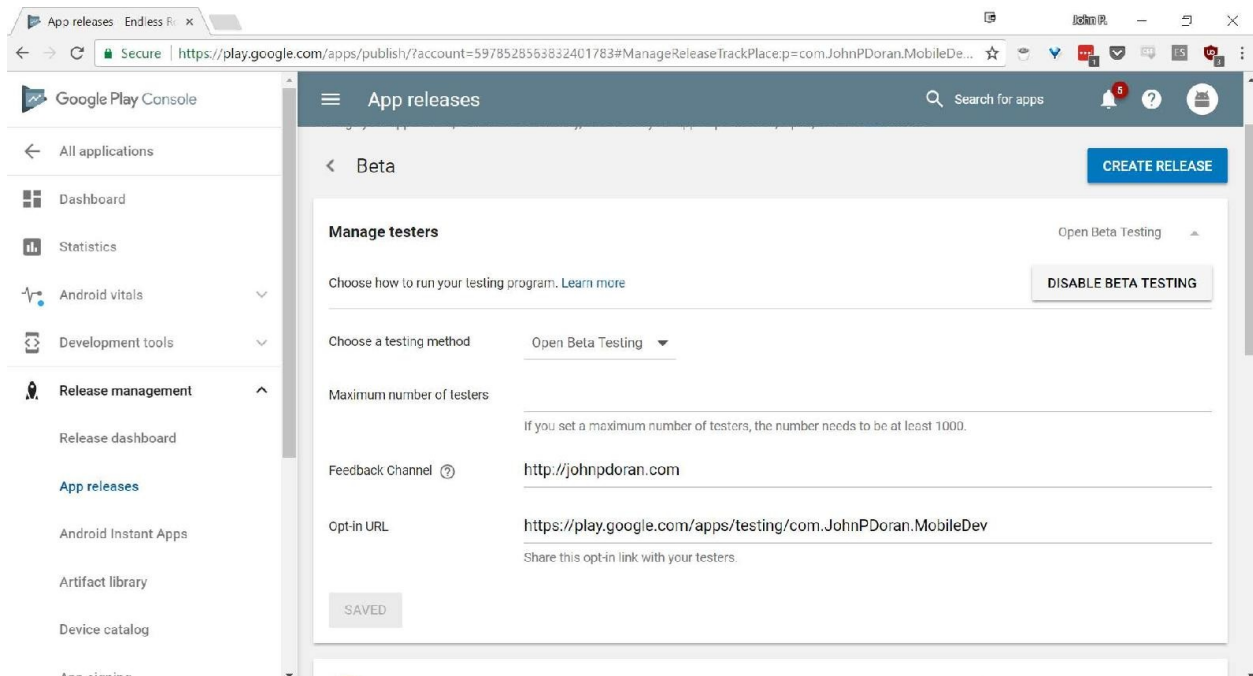 App releases - Endless R
John P.
Secure | https://play.google.com/apps/publish/?account=5978528563832401783#ManageReleaseTrackPlace:p=com.JohnPDoran.MobileDe...
Google Play Console
App releases
Search for apps
5
All applications
Beta
CREATE RELEASE
Dashboard
Manage testers
Open Beta Testing
Statistics
Choose how to run your testing program. Learn more
DISABLE BETA TESTING
Android vitals
Development tools
Choose a testing method
Open Beta Testing
Release management
Maximum number of testers
If you set a maximum number of testers, the number needs to be at least 1000.
Release dashboard
Feedback Channel
http://johnpdoran.com
App releases
Opt-in URL
https://play.google.com/apps/testing/com.JohnPDoran.MobileDev
Android Instant Apps
Share this opt-in link with your testers.
Artifact library
SAVED
Device catalog